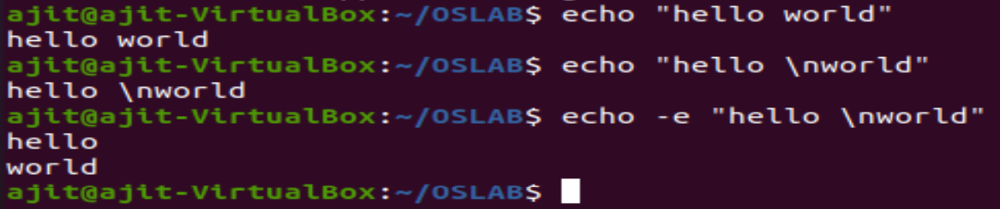 ajit@ajit-VirtualBox:~/OSLAB$ echo "hello world"
hello world
ajit@ajit-VirtualBox:~/OSLAB$ echo "hello \nworld"
hello \nworld
ajit@ajit-VirtualBox:~/OSLAB$ echo -e "hello \nworld"
hello
world
ajit@ajit-VirtualBox:~/OSLAB$